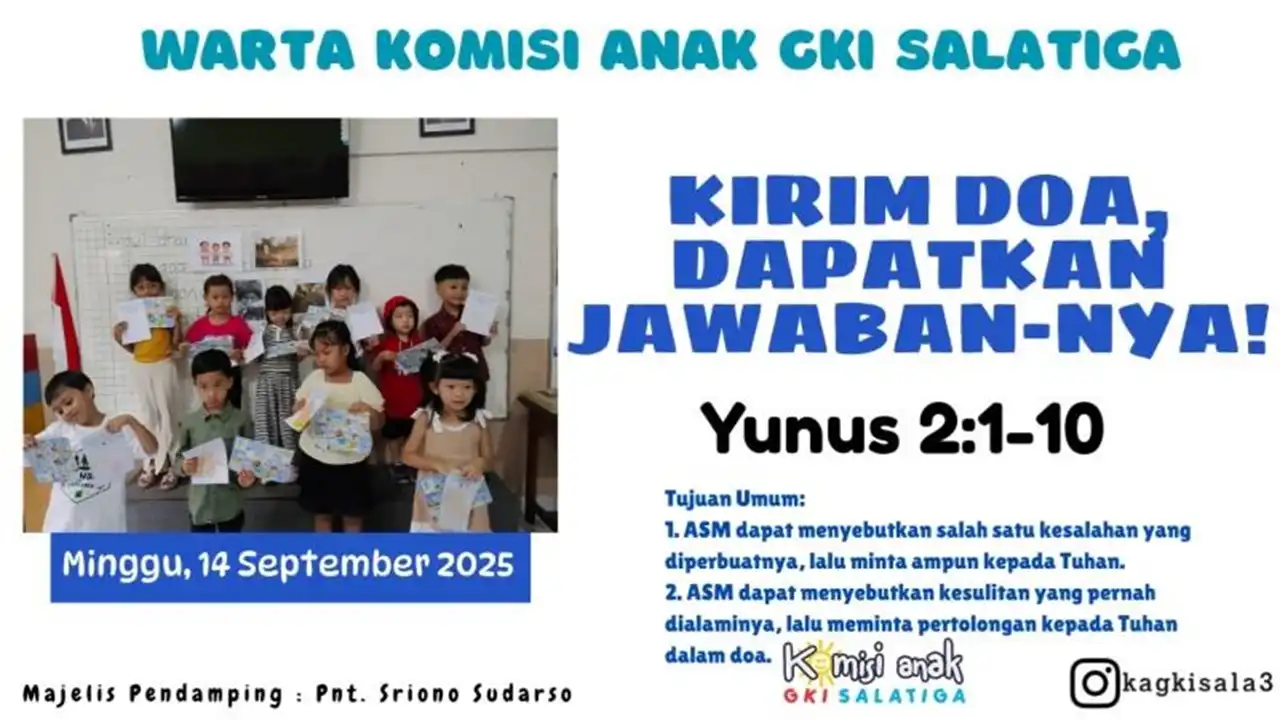 WARTA KOMISI ANAK GKI SALATIGA
KIRIM DOA,
DAPATKAN
JAWABAN-NYA!
Yunus 2:1-10
Minggu, 14 September 2025
Tujuan Umum:
1. ASM dapat menyebutkan salah satu kesalahan yang
diperbuatnya, lalu minta ampun kepada Tuhan.
2. ASM dapat menyebutkan kesulitan yang pernah
dialaminya, lalu meminta pertolongan kepada Tuhan
dalam doa.
Komisi anak
GKI SALATIGA
Majelis Pendamping : Pnt. Sriono Sudarso
kagkisala3